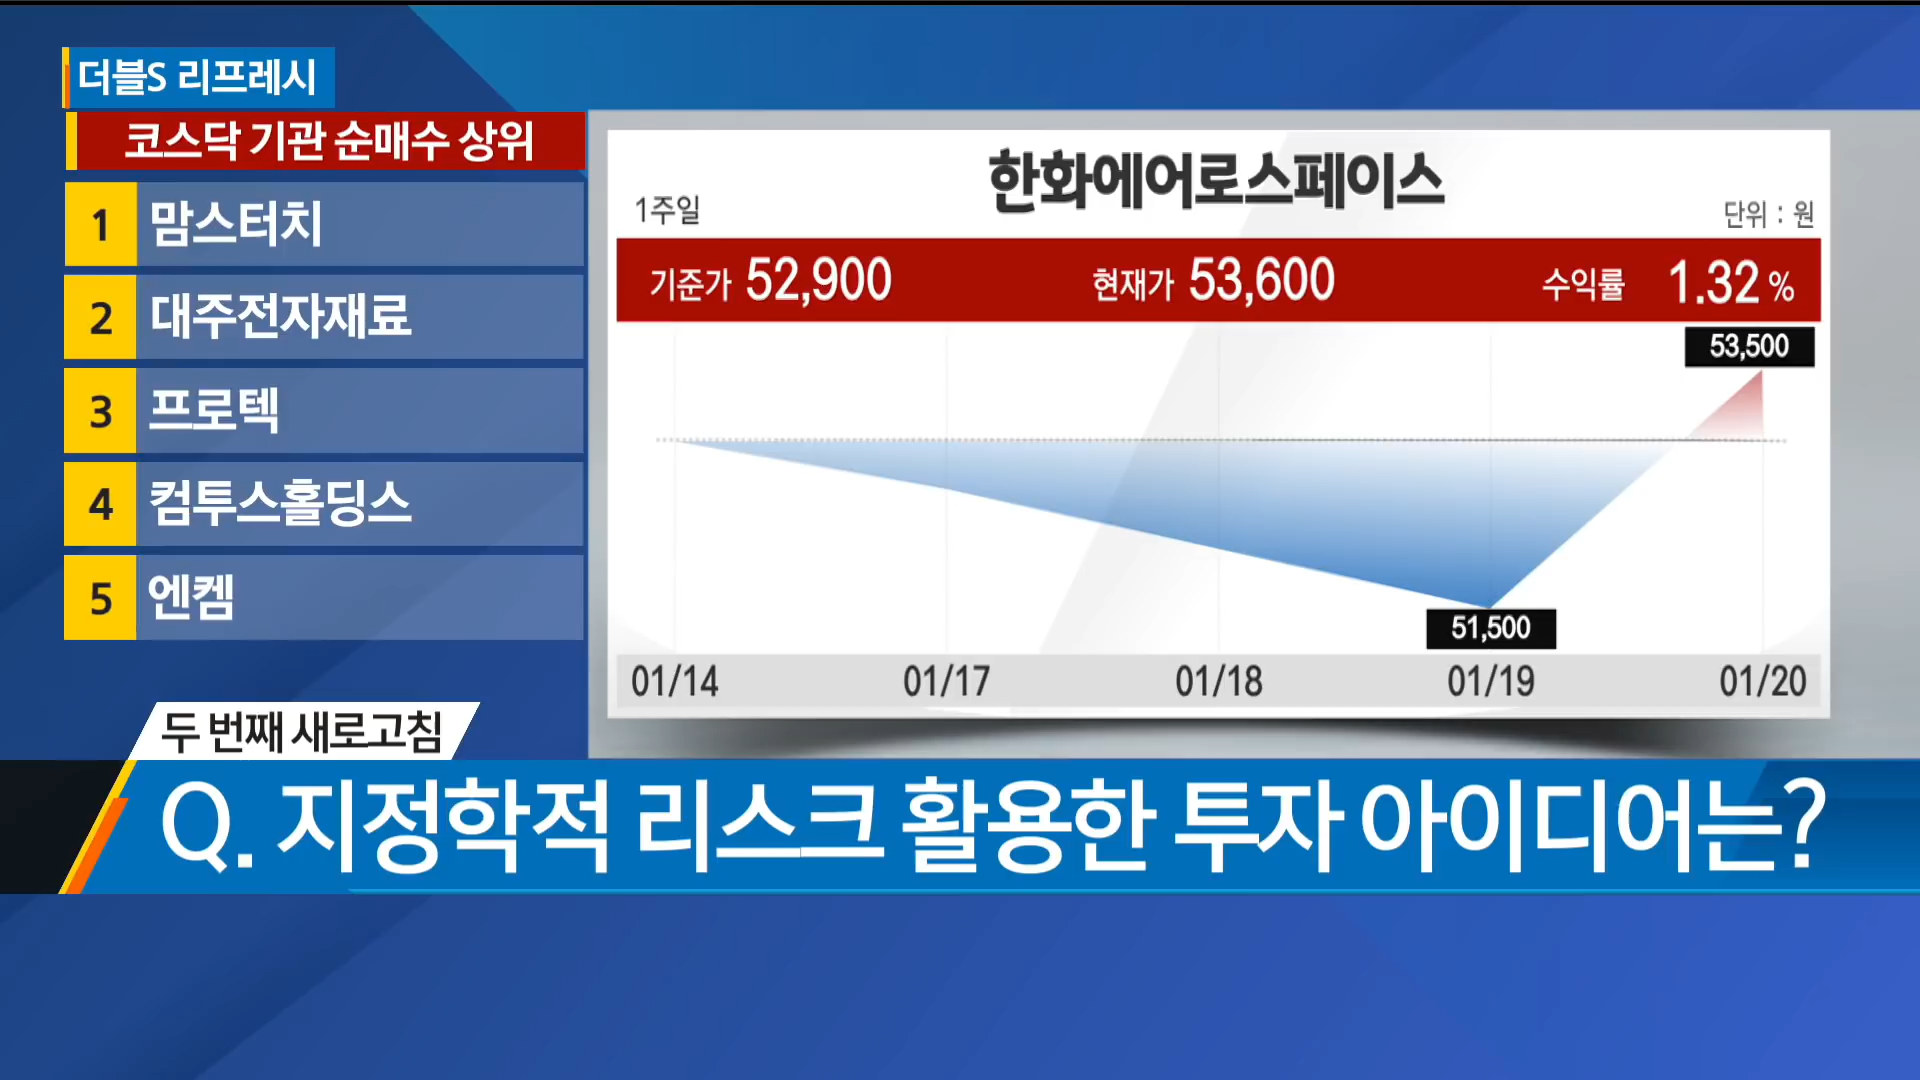 더블S 리프레시
코스닥 기관 순매수 상위
1 맘스터치
2 대주전자재료
3 프로텍
4 컴투스홀딩스
5 엔켐
한화에어로스페이스
1주일
단위 : 원
기준가 52,900 현재가 53,600 수익률 1.32 %
53,500
51,500
01/14 01/17 01/18 01/19 01/20
두 번째 새로고침
Q. 지정학적 리스크 활용한 투자 아이디어는?